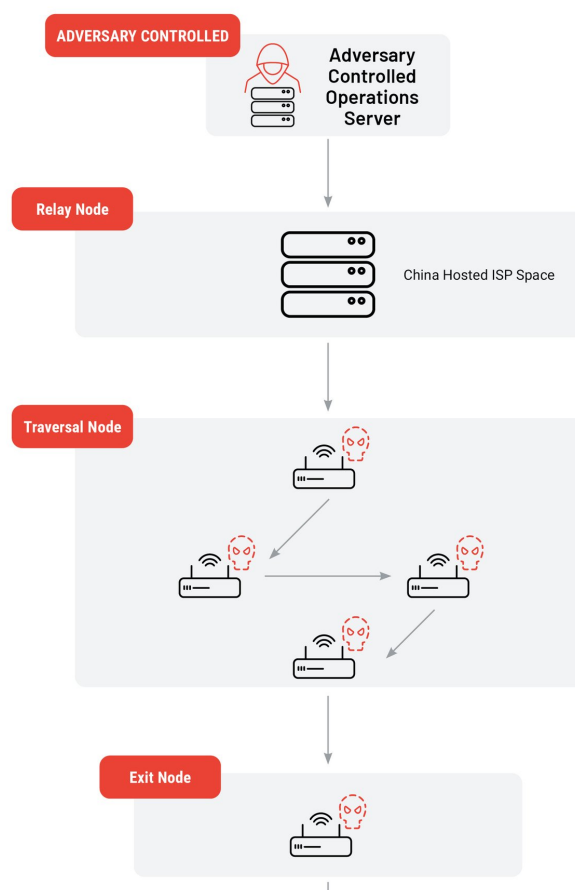 ADVERSARY CONTROLLED
Adversary
Controlled
Operations
Server
Relay Node
China Hosted ISP Space
Traversal Node
Exit Node